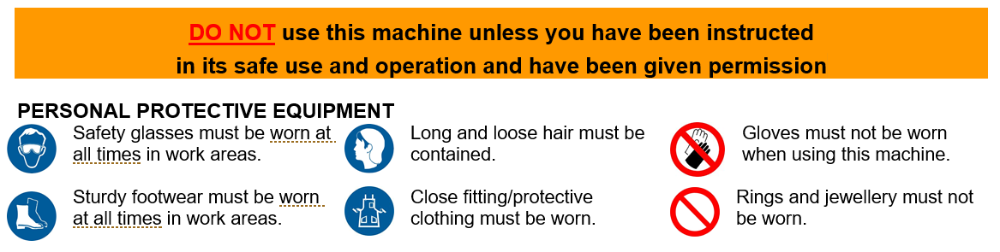 DO NOT use this machine unless you have been instructed
in its safe use and operation and have been given permission
PERSONAL PROTECTIVE EQUIPMENT
Safety glasses must be worn at
all times in work areas.
Long and loose hair must be
contained.
Gloves must not be worn
when using this machine.
Sturdy footwear must be worn
at all times in work areas.
Close fitting/protective
clothing must be worn.
Rings and jewellery must not
be worn.